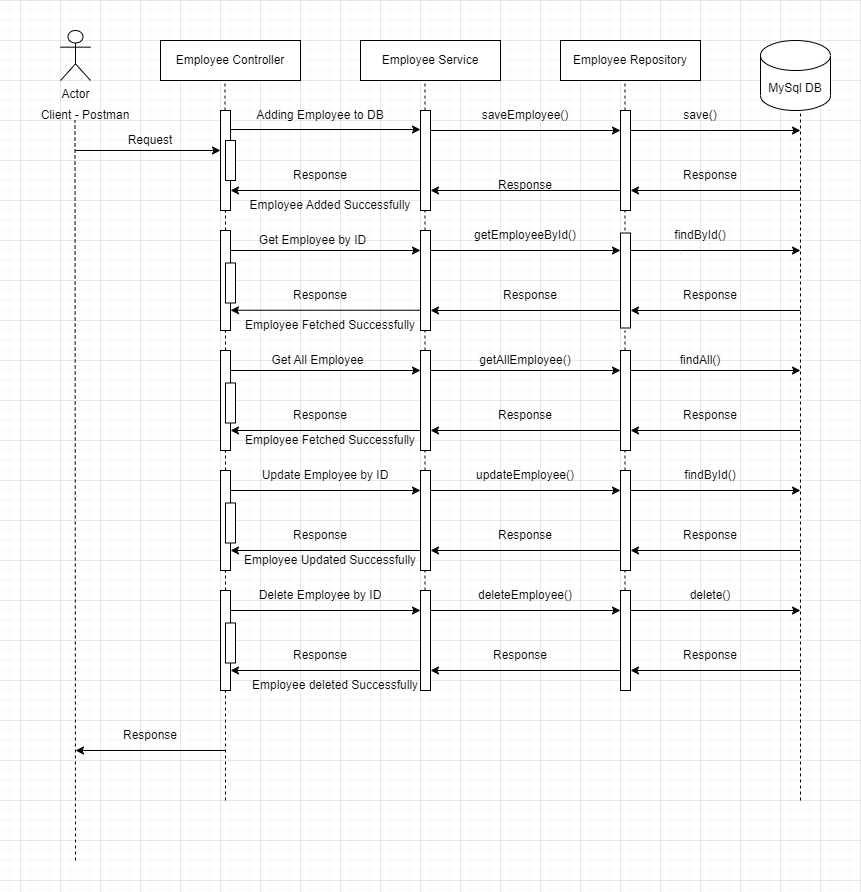 Employee Controller
Employee Service
Employee Repository
MySql DB
Actor
Client - Postman
Adding Employee to DB
saveEmployee()
save()
Request
Response
Response
Response
Employee Added Successfully
Get Employee by ID
getEmployeeById()
findById()
Response
Response
Response
Employee Fetched Successfully
Get All Employee
getAllEmployee()
findAll()
Response
Response
Response
Employee Fetched Successfully
Update Employee by ID
updateEmployee()
findById()
Response
Response
Response
Employee Updated Successfully
Delete Employee by ID
deleteEmployee()
delete()
Response
Response
Response
Employee deleted Successfully
Response